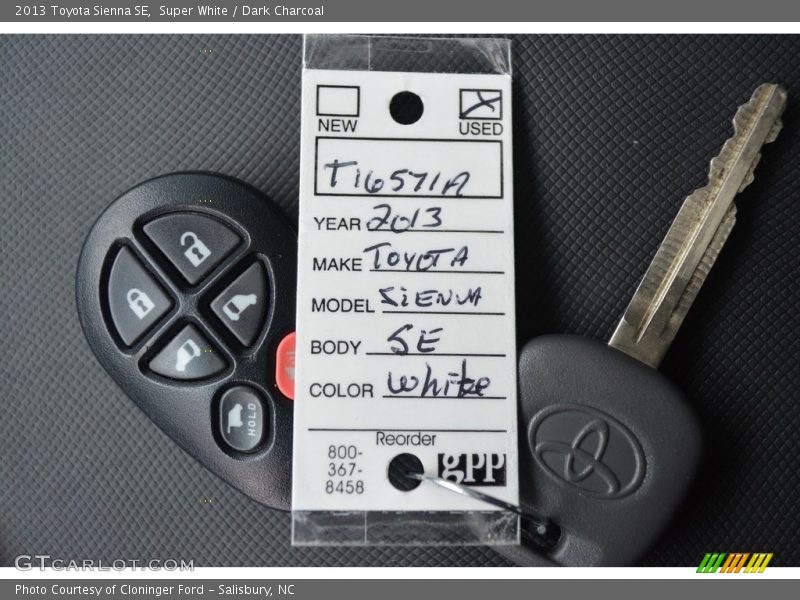 2013 Toyota Sienna SE, Super White / Dark Charcoal
NEW USED
T16571A
YEAR 2013
MAKE TOYOTA
MODEL SIENNA
BODY SE
COLOR White
HOLD
Reorder
800-
367-
8458
gpp
GTCARLOT.COM
Photo Courtesy of Cloninger Ford - Salisbury, NC